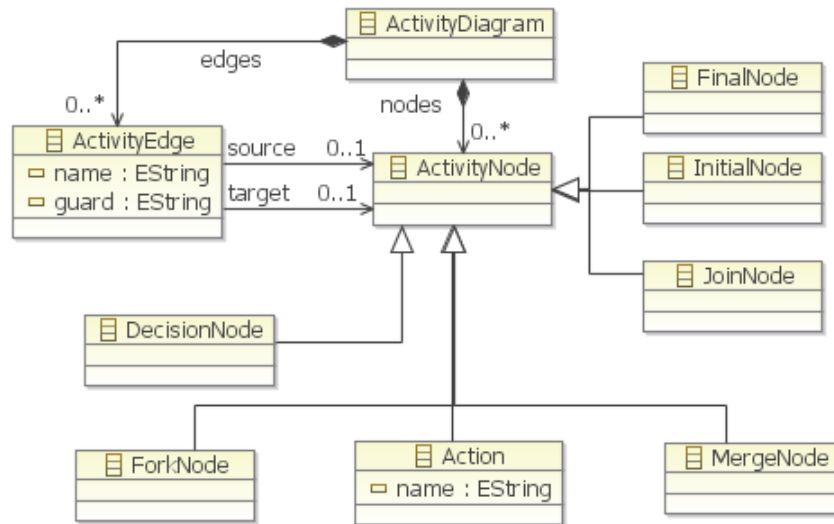 ActivityDiagram
edges
nodes
0..*
0..*
FinalNode
ActivityEdge
name : EString
guard : EString
source 0..1
target 0..1
ActivityNode
InitialNode
JoinNode
DecisionNode
ForkNode
Action
name : EString
MergeNode